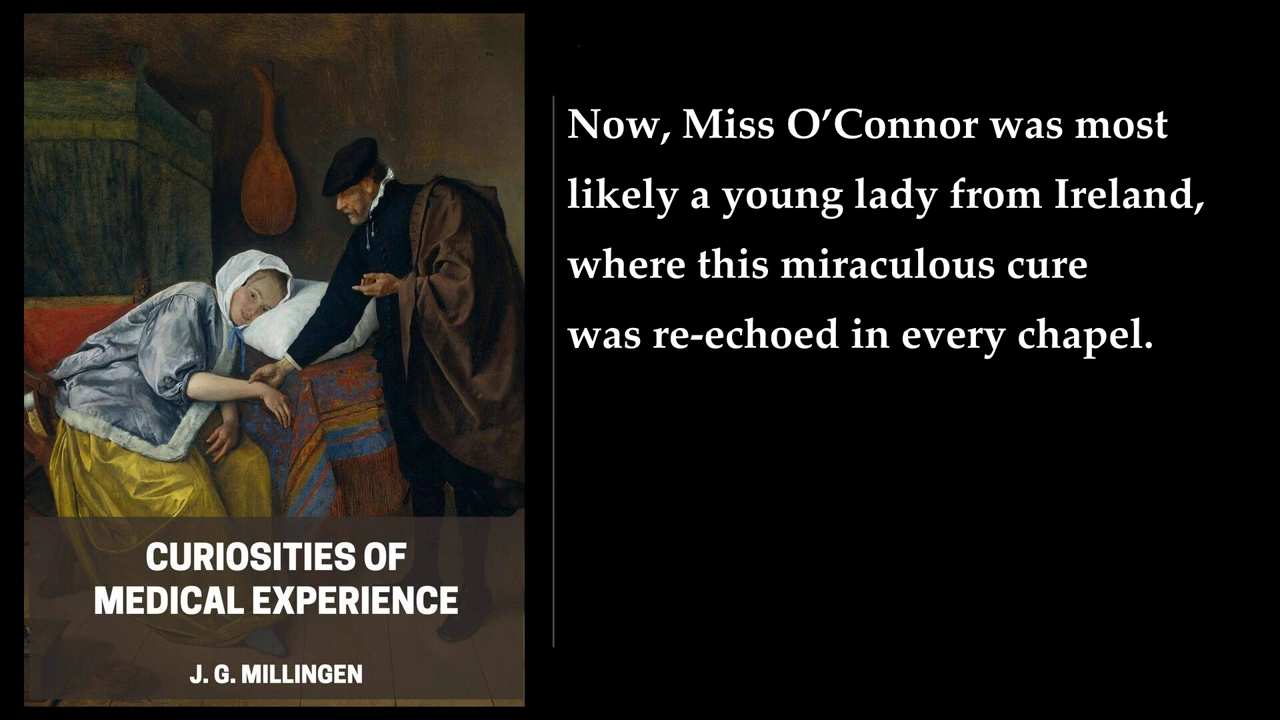 Now, Miss O’Connor was most
likely a young lady from Ireland,
where this miraculous cure
was re-echoed in every chapel.
CURIOSITIES OF
MEDICAL EXPERIENCE
J. G. MILLINGEN